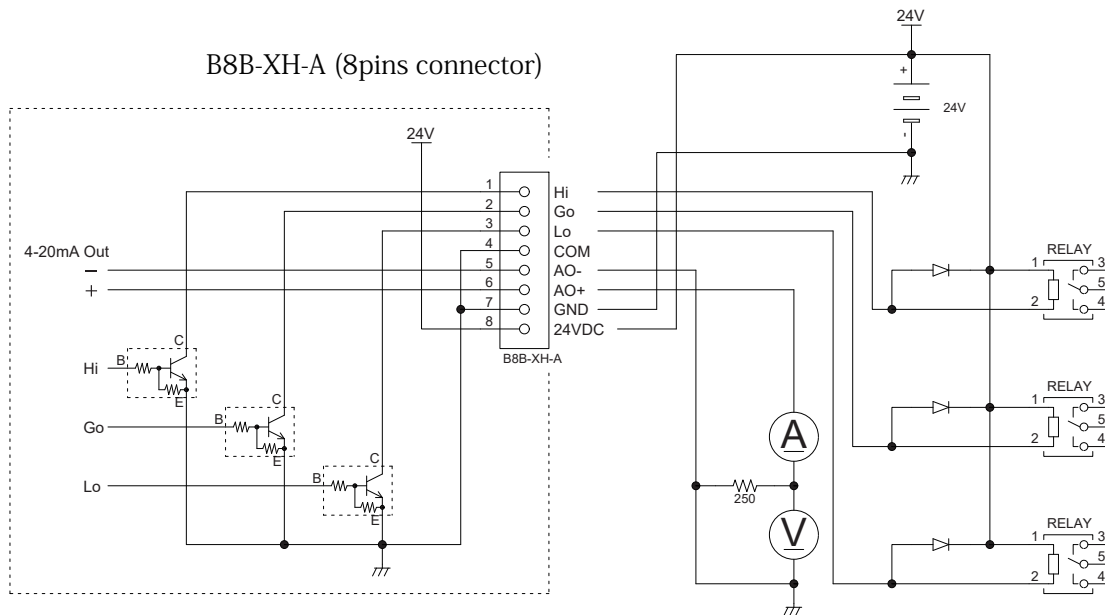 24V
B8B-XH-A (8pins connector)
+
24V
-
24V
1
Hi
2
Go
3
Lo
4
COM
4-20mA Out
5
AO-
−
6
AO+
+
7
GND
8
24VDC
B8B-XH-A
RELAY
1
3
5
2
4
C
Hi
B
E
RELAY
1
3
5
2
4
C
Go
B
E
A
C
Lo
B
E
250
V
RELAY
1
3
5
2
4